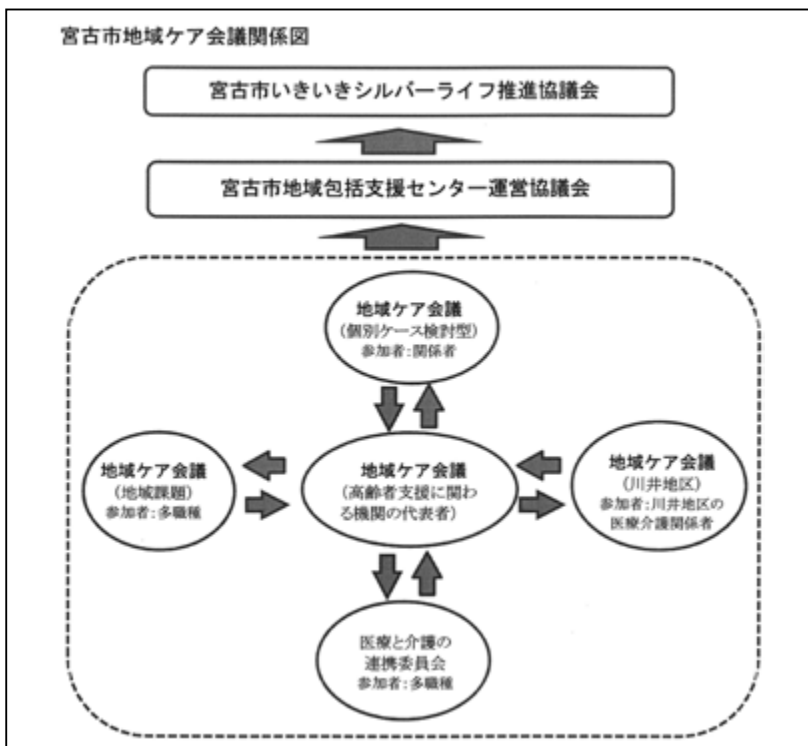 宮古市地域ケア会議関係図
宮古市いきいきシルバーライフ推進協議会
宮古市地域包括支援センター運営協議会
地域ケア会議
(個別ケース検討型)
参加者:関係者
地域ケア会議
(地域課題)
参加者:多職種
地域ケア会議
(高齢者支援に関わ
る機関の代表者)
地域ケア会議
(川井地区)
参加者:川井地区の
医療介護関係者
医療と介護の
連携委員会
参加者:多職種